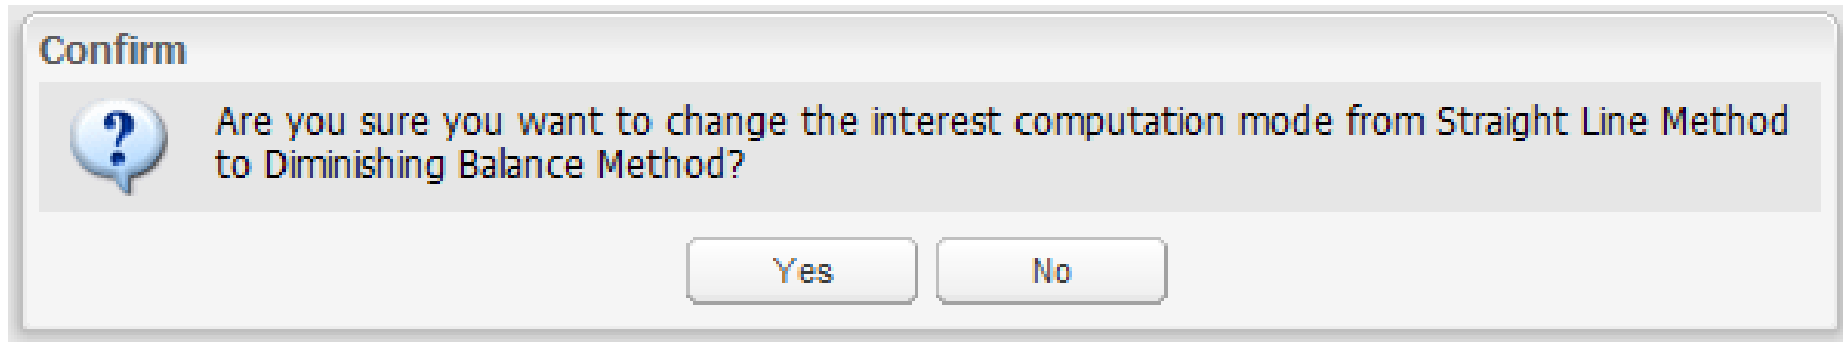 Confirm
Are you sure you want to change the interest computation mode from Straight Line Method
to Diminishing Balance Method?
Yes
No